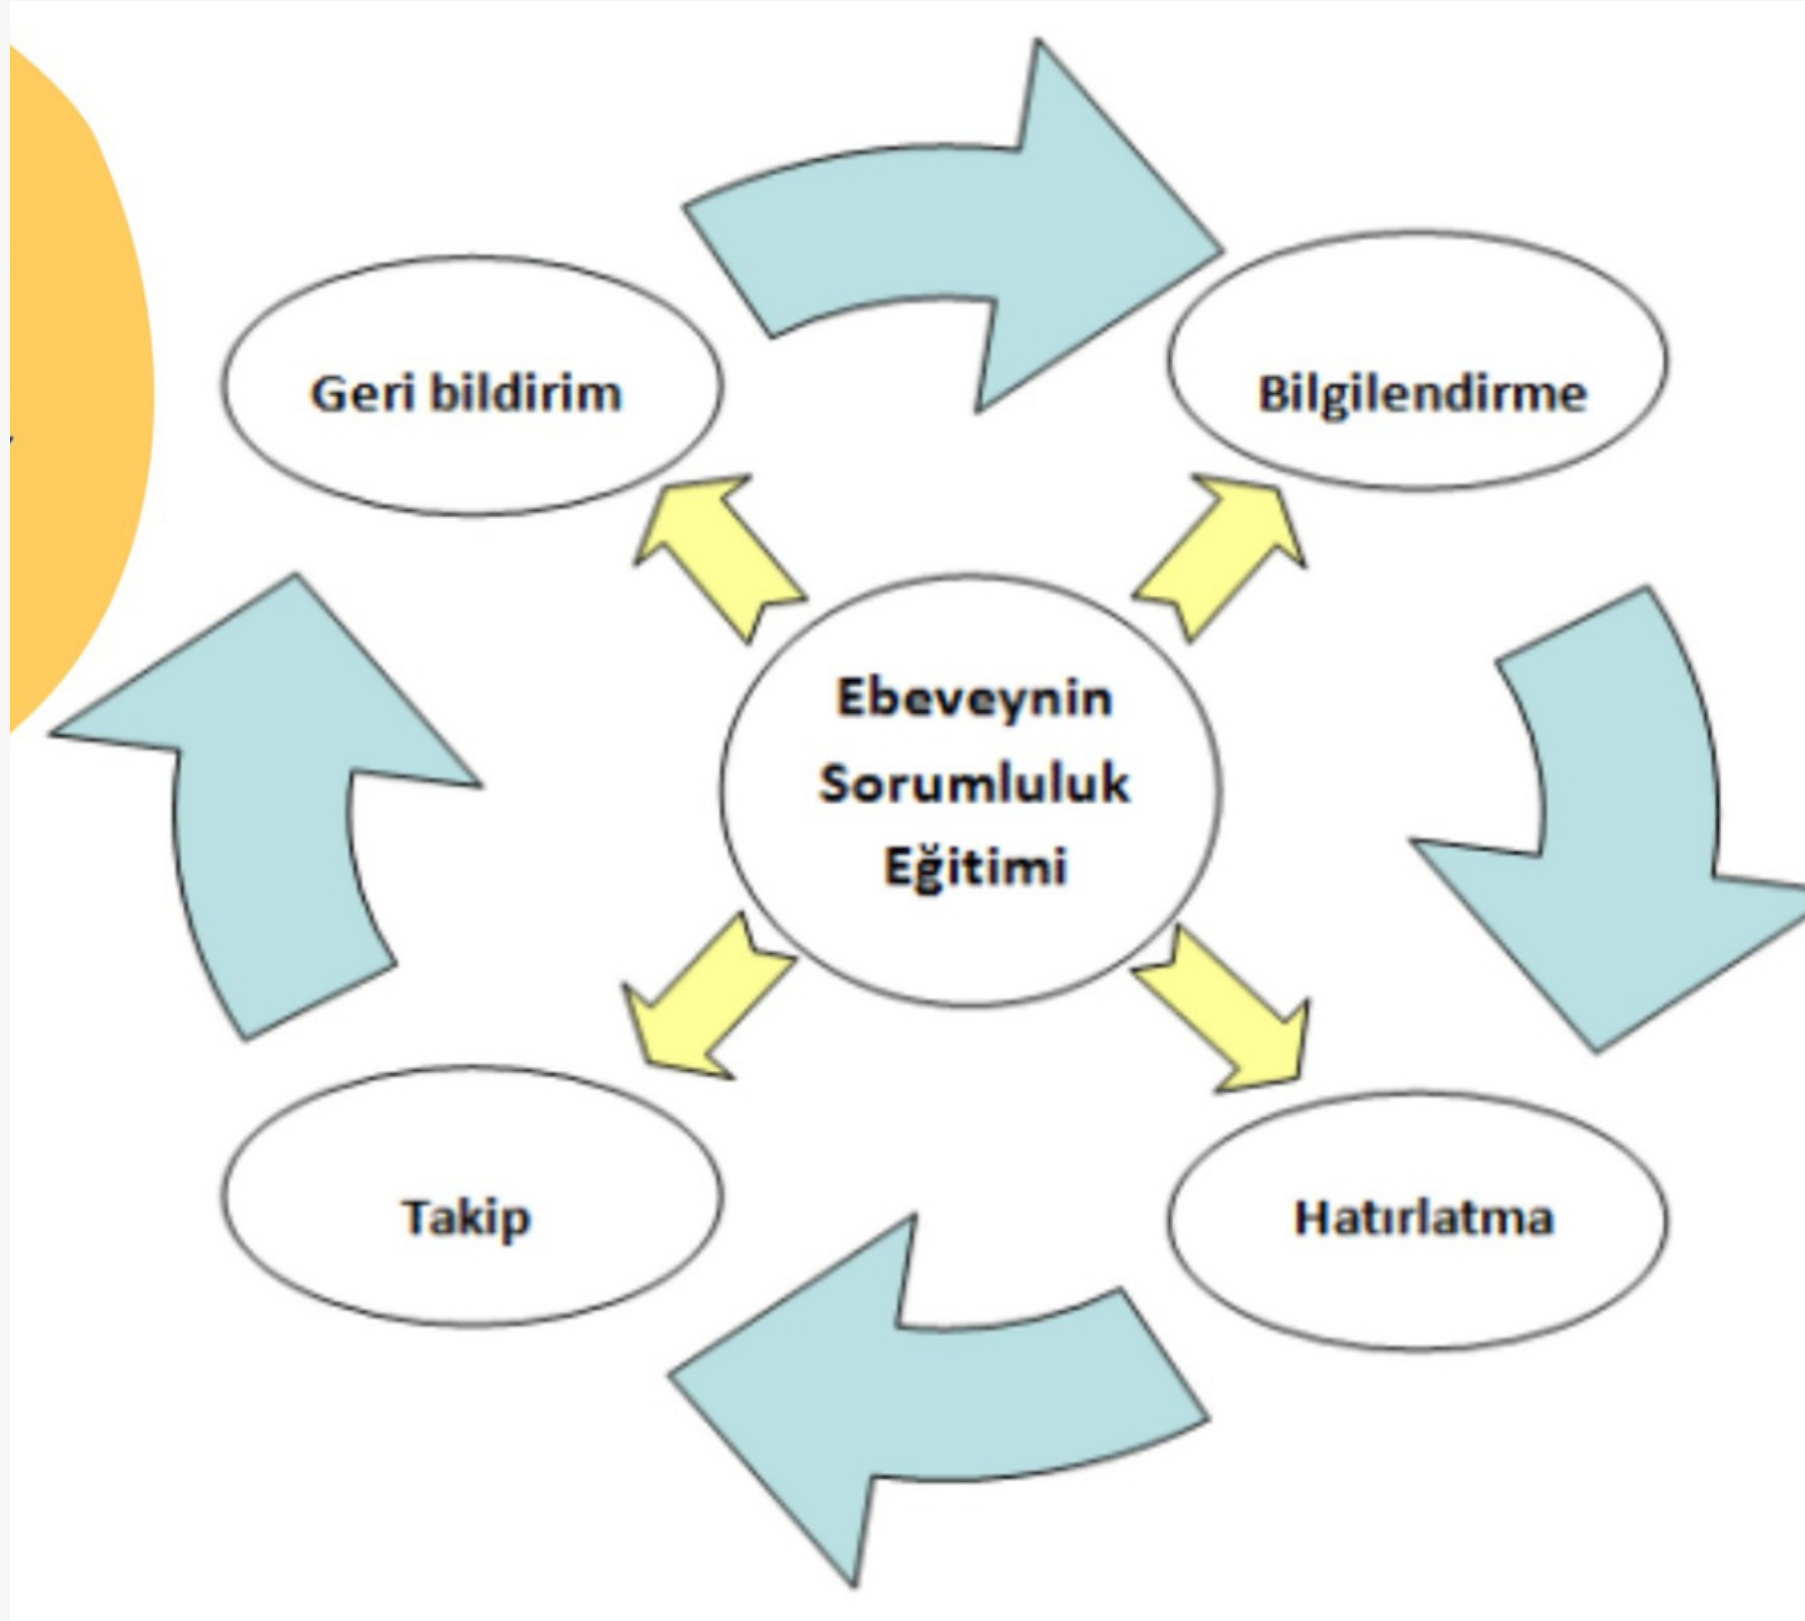 Geri bildirim
Bilgilendirme
Ebeveynin
Sorumluluk
Eğitimi
Takip
Hatırlatma